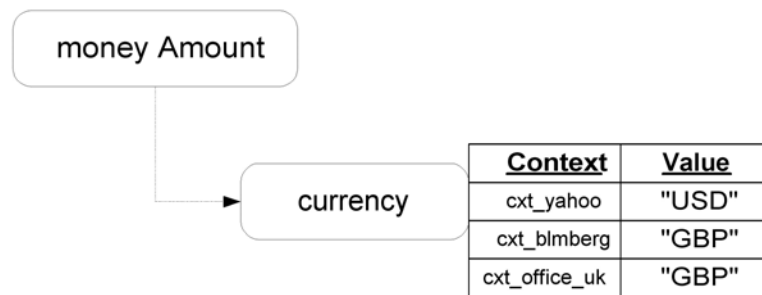 money Amount
currency
Context Value
cxt_yahoo "USD"
cxt_blmberg "GBP"
cxt_office_uk "GBP"